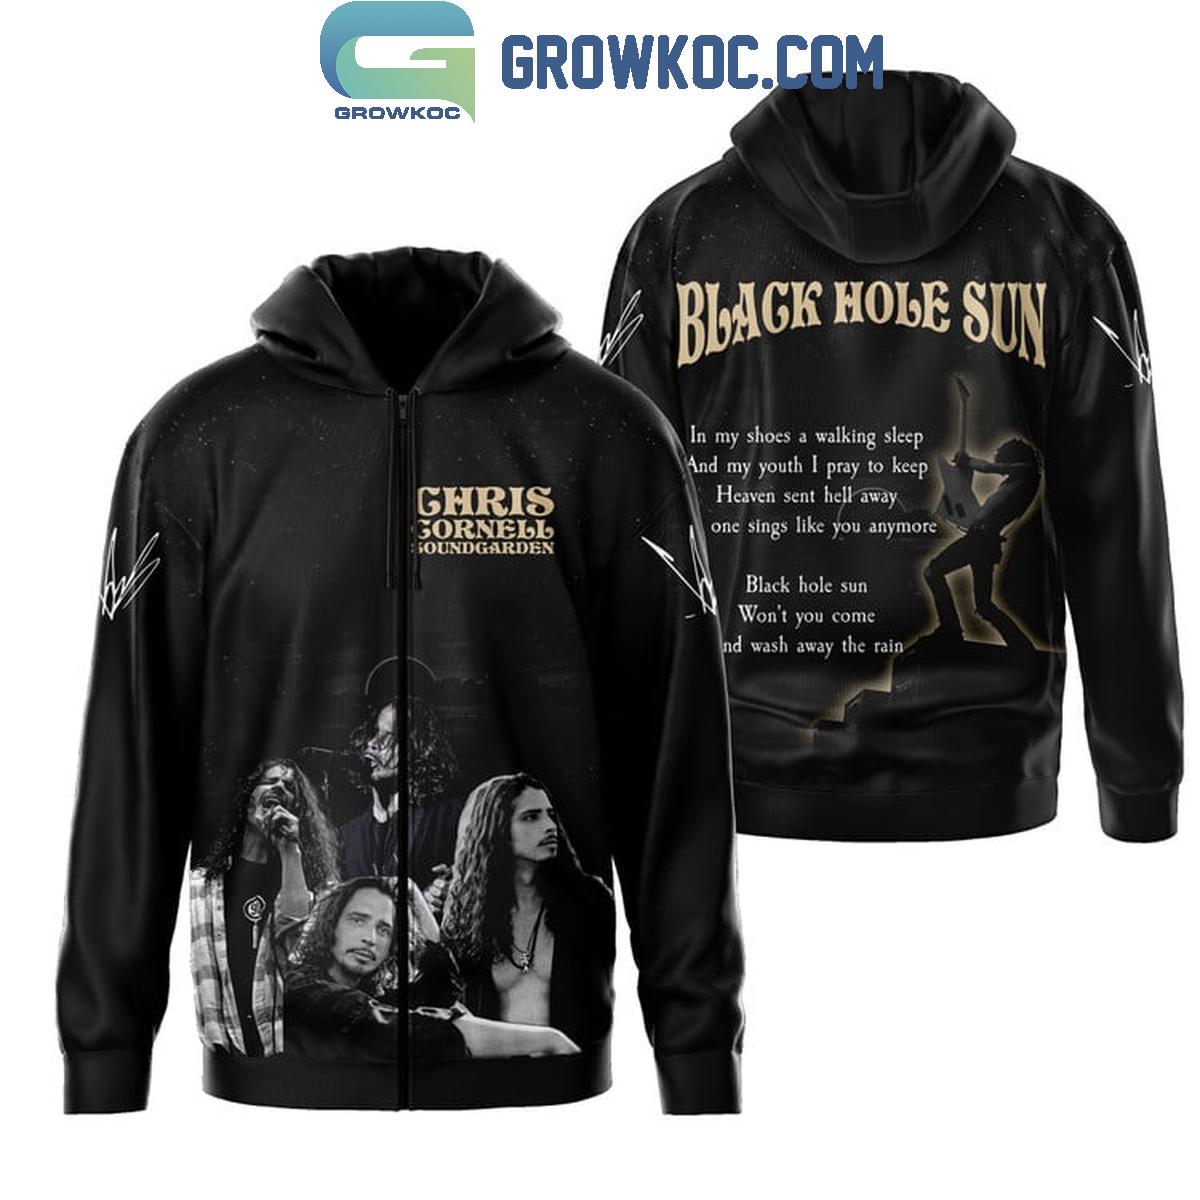 GROWKOC
GROWKOC.COM
BLACK HOLE SUN
In my shoes a walking sleep
And my youth I pray to keep
Heaven sent hell away
one sings like you anymore
Black hole sun
Won't you come
nd wash away the rain
CHRIS
CORNELL
SOUNDGARDEN